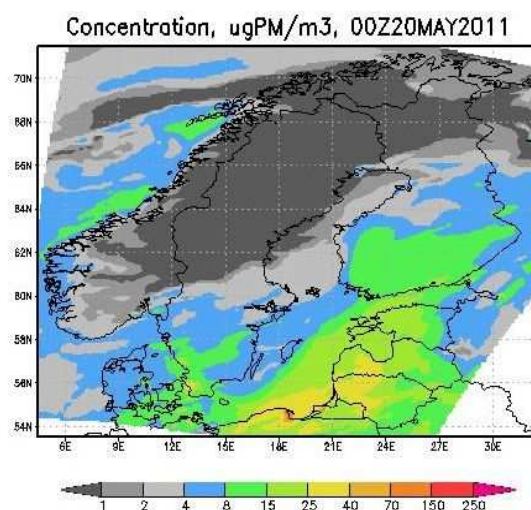 Concentration, ugPM/m3, 00Z20MAY2011
70N
68N
66N
64N
62N
60N
58N
56N
54N
6E 9E 12E 15E 18E 21E 24E 27E 30E
1 2 4 8 15 25 40 70 150 250